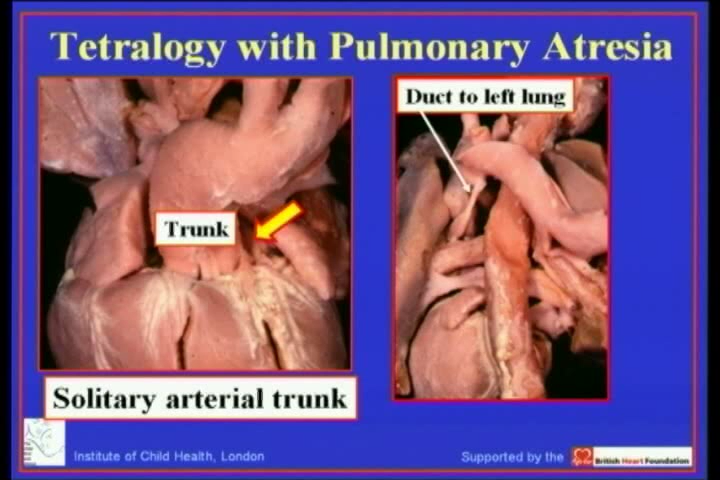 Tetralogy with Pulmonary Atresia
Duct to left lung
Trunk
Solitary arterial trunk
Institute of Child Health, London
Supported by the
British Heart Foundation